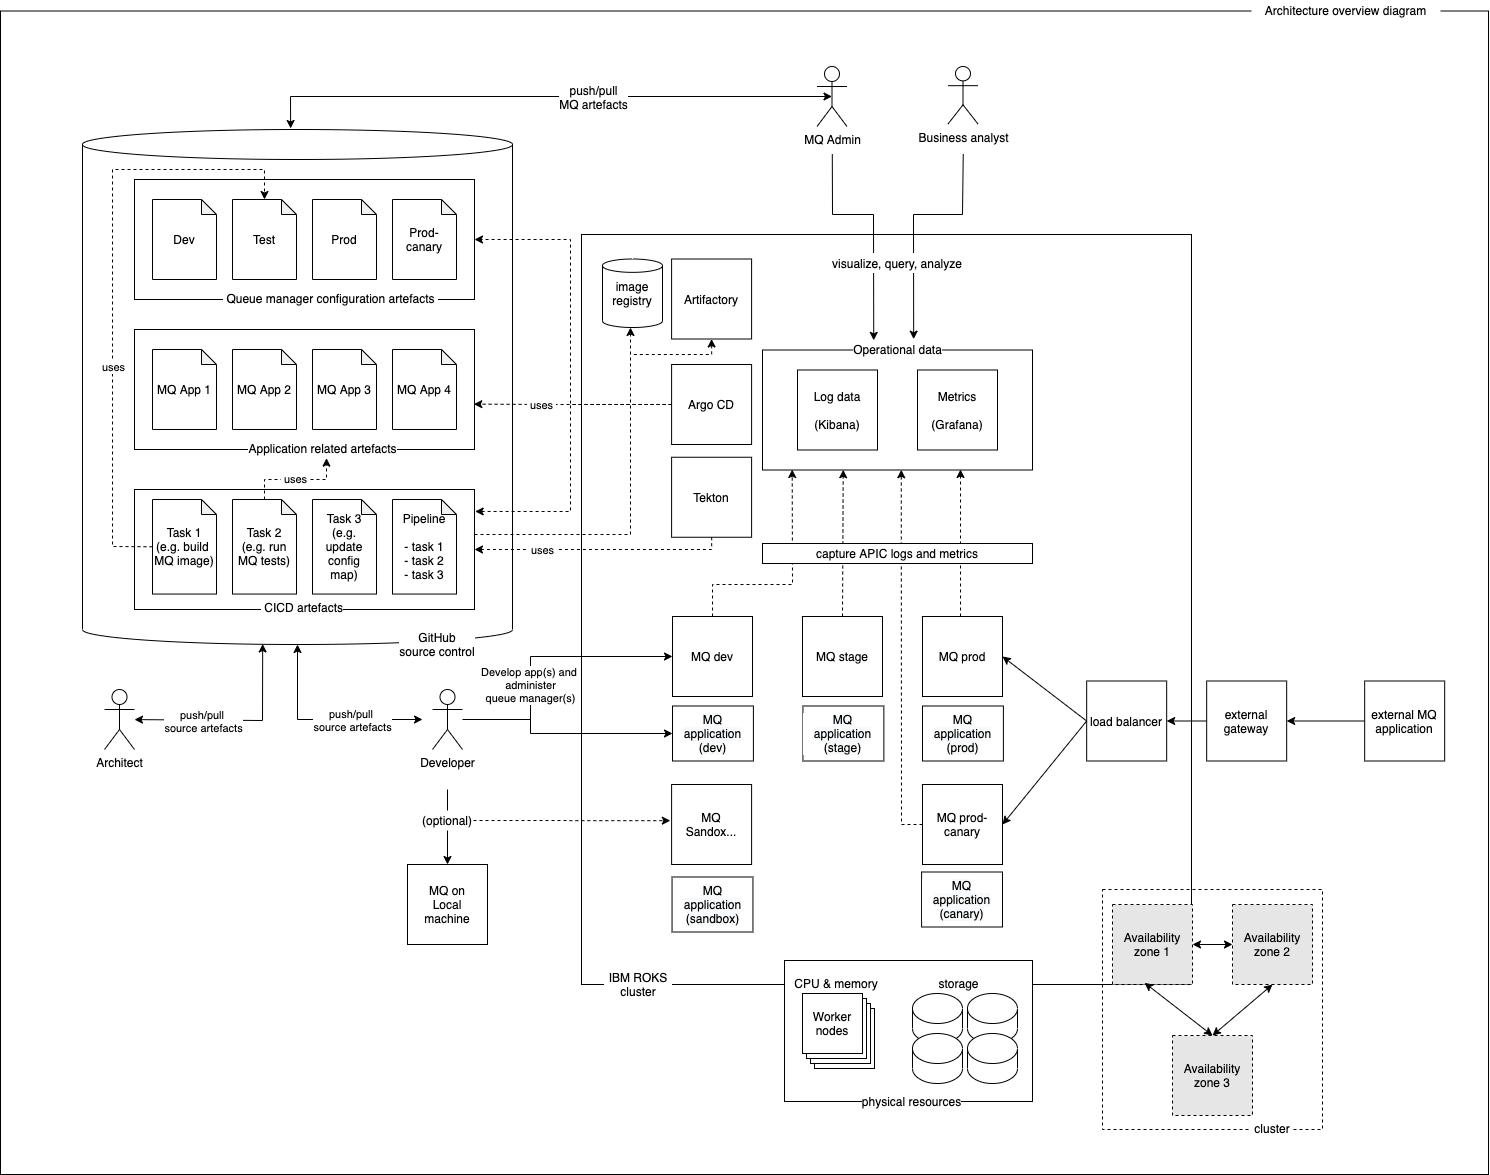 Architecture overview diagram
push/pull
MQ artefacts
MQ Admin
Business analyst
Dev
Test
Prod
Prod-
canary
Queue manager configuration artefacts
visualize, query, analyze
image
registry
Artifactory
uses
MQ App 1
MQ App 2
MQ App 3
MQ App 4
Application related artefacts
uses
Argo CD
Operational data
Log data
(Kibana)
Metrics
(Grafana)
uses
Task 1
(e.g. build
MQ image)
Task 2
(e.g. run
MQ tests)
Task 3
(e.g.
update
config
map)
Pipeline
- task 1
- task 2
- task 3
CICD artefacts
uses
Tekton
capture APIC logs and metrics
GitHub
source control
Develop app(s) and
administer
queue manager(s)
MQ dev
MQ stage
MQ prod
push/pull
source artefacts
push/pull
source artefacts
Architect
Developer
MQ
application
(dev)
MQ
application
(stage)
MQ
application
(prod)
load balancer
external
gateway
external MQ
application
(optional)
MQ
Sandox...
MQ prod-
canary
MQ on
Local
machine
MQ
application
(sandbox)
MQ
application
(canary)
IBM ROKS
cluster
CPU & memory
Worker
nodes
storage
physical resources
Availability
zone 1
Availability
zone 2
Availability
zone 3
cluster